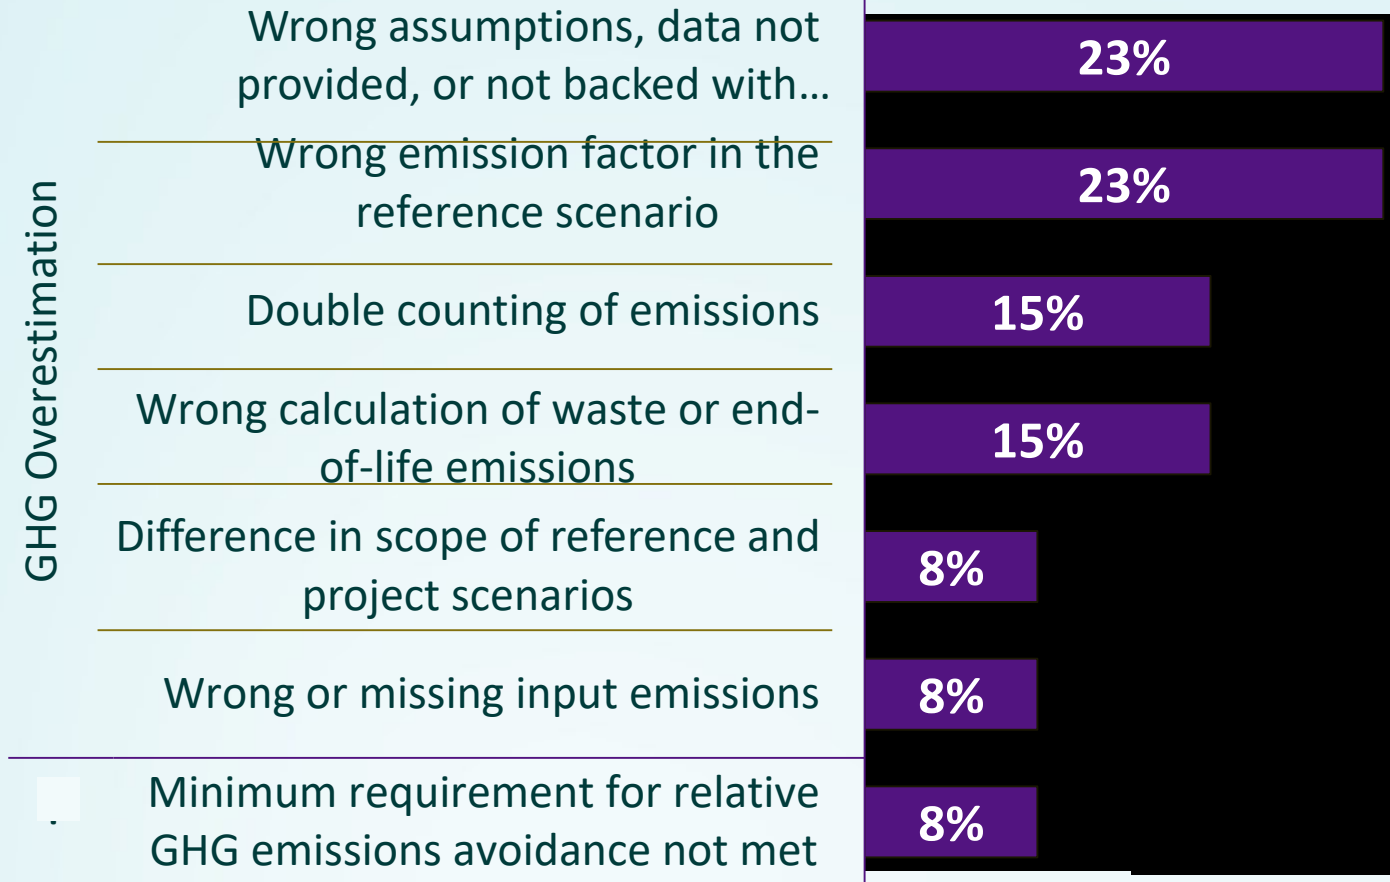 GHG Overestimation
Wrong assumptions, data not
provided, or not backed with…
23%
Wrong emission factor in the
reference scenario
23%
Double counting of emissions
15%
Wrong calculation of waste or end-
of-life emissions
15%
Difference in scope of reference and
project scenarios
8%
Wrong or missing input emissions
8%
Minimum requirement for relative
GHG emissions avoidance not met
8%